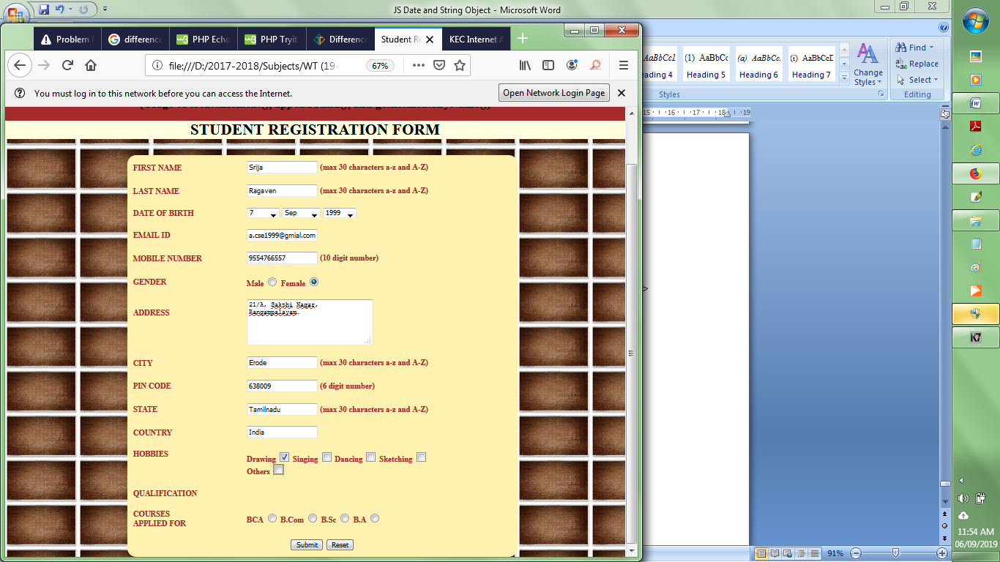 JS Date and String Object - Microsoft Word
Problem
difference
PHP Echo
PHP Tryit
Difference
Student Re
KEC Internet A
file:///D:/2017-2018/Subjects/WT (19-
67%
You must log in to this network before you can access the Internet.
Open Network Login Page
STUDENT REGISTRATION FORM
FIRST NAME Srija (max 30 characters a-z and A-Z)
LAST NAME Ragaven (max 30 characters a-z and A-Z)
DATE OF BIRTH 7 Sep 1999
EMAIL ID a.cse1999@gmial.com
MOBILE NUMBER 9554766557 (10 digit number)
GENDER Male Female
ADDRESS 21/A, Sakthi Nagar,
Rangampalayam.
CITY Erode (max 30 characters a-z and A-Z)
PIN CODE 638009 (6 digit number)
STATE Tamilnadu (max 30 characters a-z and A-Z)
COUNTRY India
HOBBIES Drawing Singing Dancing Sketching
Others
QUALIFICATION
COURSES
APPLIED FOR BCA B.Com B.Sc B.A
Submit Reset
AaBbCcI (1) AaBbCc (a) AaBbCc. (i) AaBbCcD
Heading 4 Heading 5 Heading 6 Heading 7
Change
Styles
Styles
Find
Replace
Select
Editing
15 16 17 18 19
>
91%
K7
11:54 AM
06/09/2019